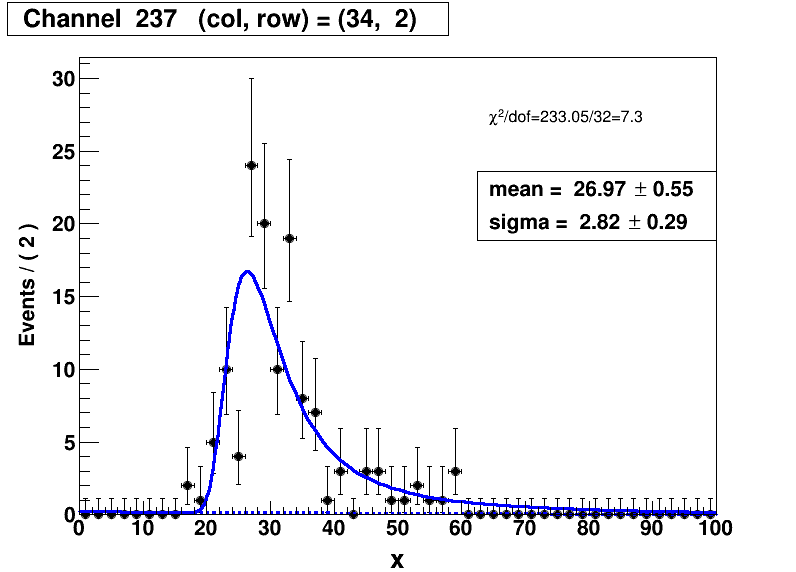 Channel 237 (col, row) = (34, 2)
χ²/dof=233.05/32=7.3
mean = 26.97 ± 0.55
sigma = 2.82 ± 0.29
Events / ( 2 )
30
25
20
15
10
5
0
0 10 20 30 40 50 60 70 80 90 100
x